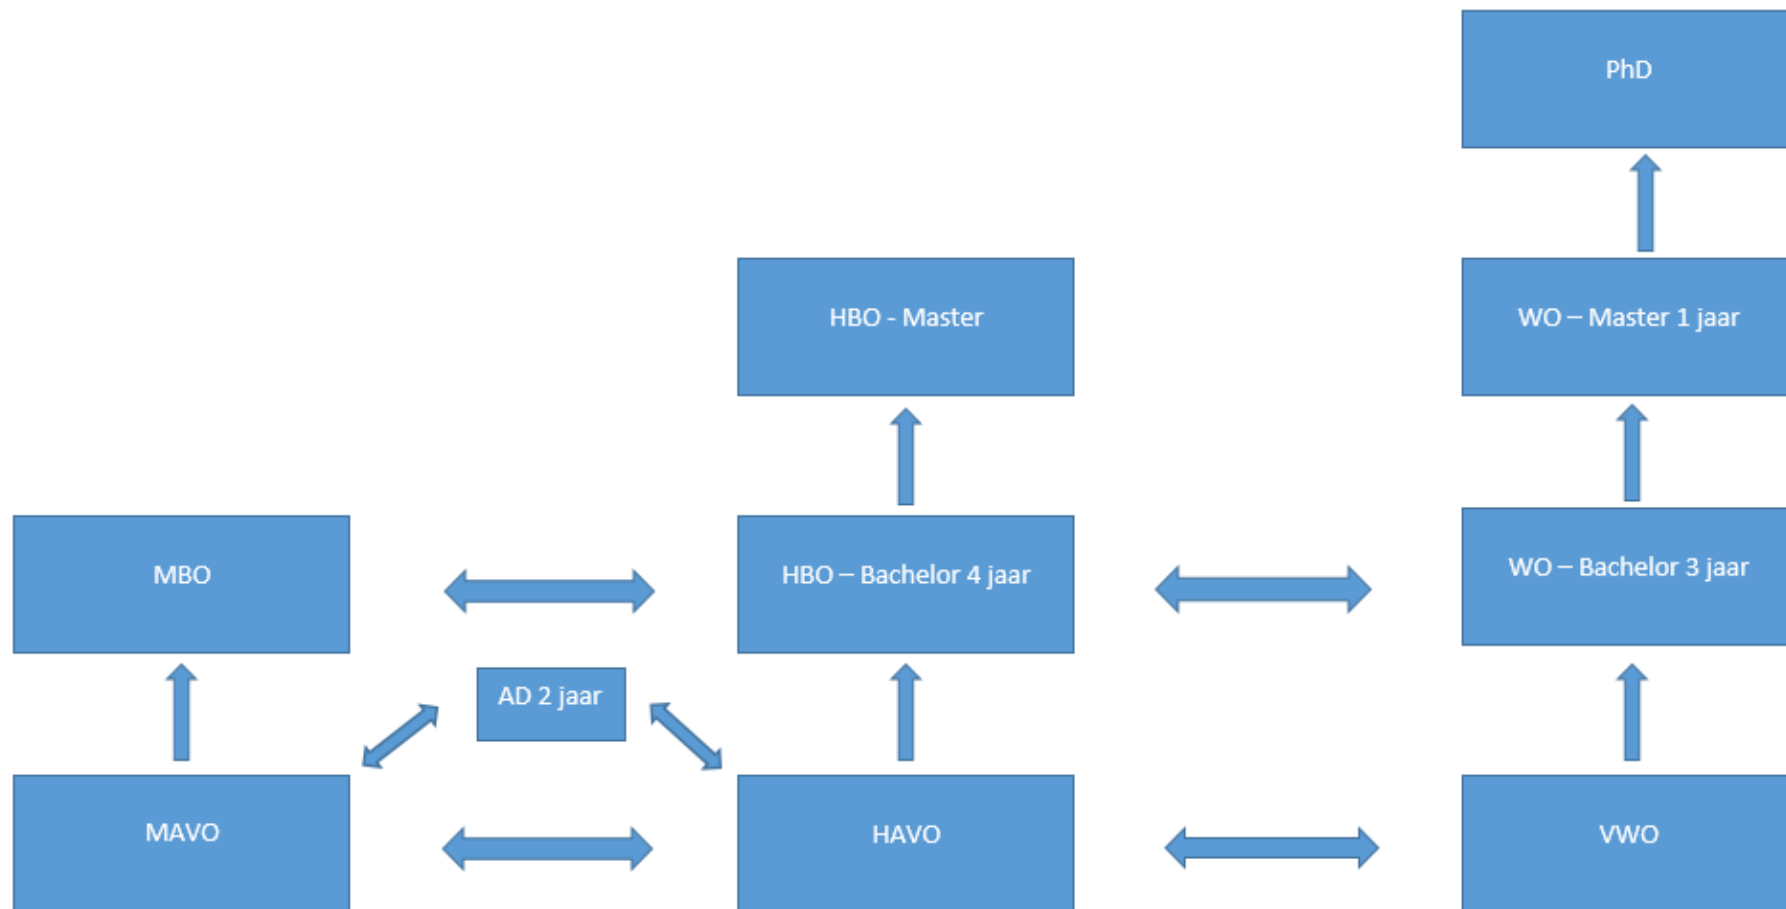 PhD
HBO - Master
WO – Master 1 jaar
MBO
HBO – Bachelor 4 jaar
WO – Bachelor 3 jaar
AD 2 jaar
MAVO
HAVO
VWO